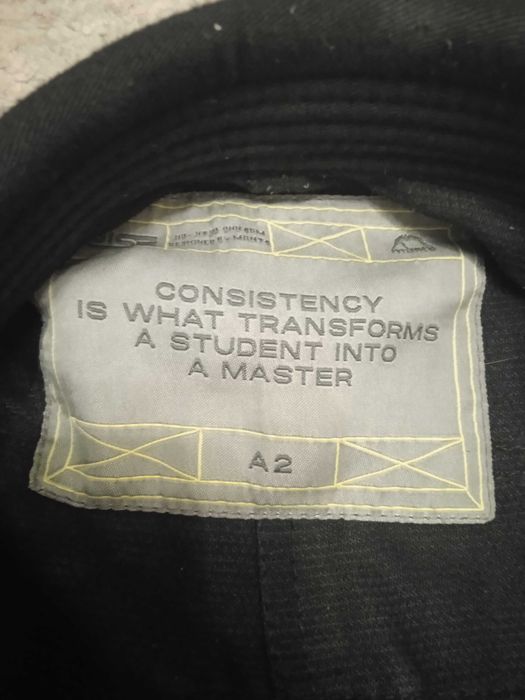 CONSISTENCY
IS WHAT TRANSFORMS
A STUDENT INTO
A MASTER
A2